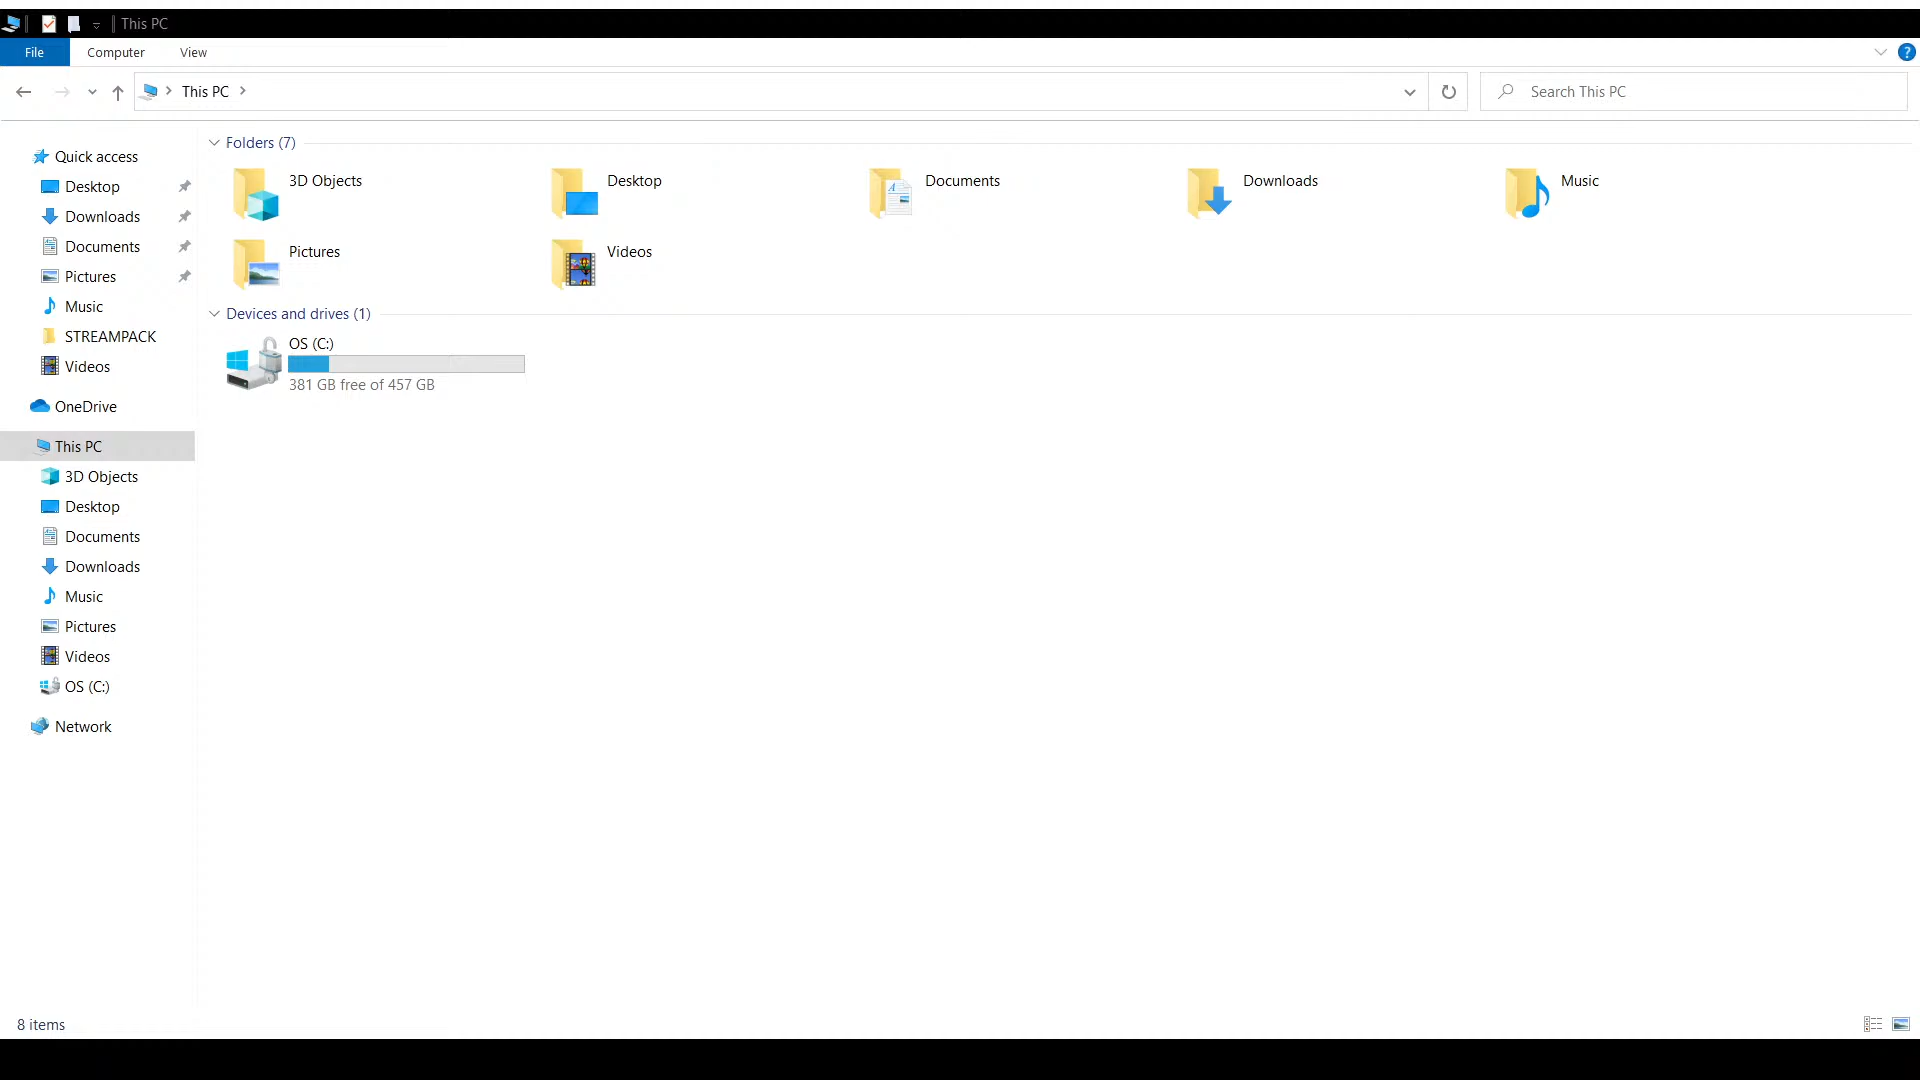 This PC
File Computer View
?
This PC
Search This PC
Quick access
Desktop
Downloads
Documents
Pictures
Music
STREAMPACK
Videos
OneDrive
This PC
3D Objects
Desktop
Documents
Downloads
Music
Pictures
Videos
OS (C:)
Network
Folders (7)
3D Objects Desktop Documents Downloads Music
Pictures Videos
Devices and drives (1)
OS (C:)
381 GB free of 457 GB
8 items